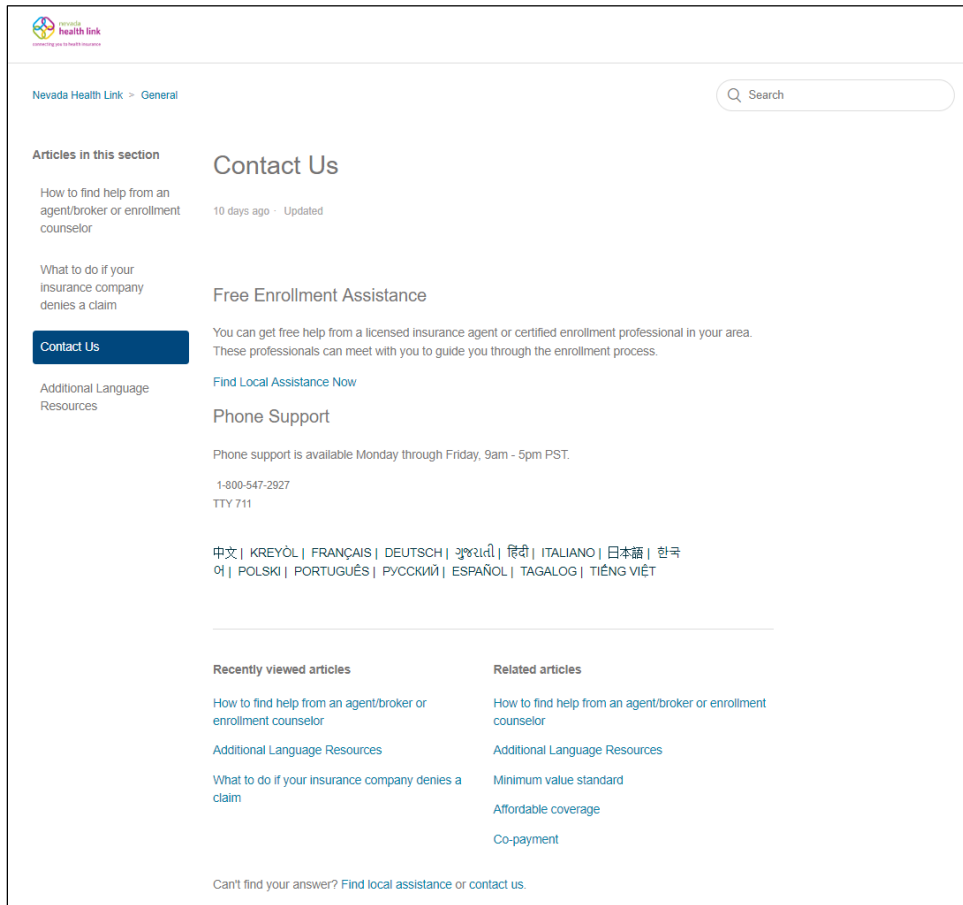 nevada
health link
connecting you to health insurance
Nevada Health Link > General
Search
Articles in this section
How to find help from an
agent/broker or enrollment
counselor
What to do if your
insurance company
denies a claim
Contact Us
Additional Language
Resources
Contact Us
10 days ago · Updated
Free Enrollment Assistance
You can get free help from a licensed insurance agent or certified enrollment professional in your area.
These professionals can meet with you to guide you through the enrollment process.
Find Local Assistance Now
Phone Support
Phone support is available Monday through Friday, 9am - 5pm PST.
1-800-547-2927
TTY 711
中文 | KREYÒL | FRANÇAIS | DEUTSCH | ગુજરાતી | हिंदी | ITALIANO | 日本語 | 한국
어 | POLSKI | PORTUGUÊS | РУССКИЙ | ESPAÑOL | TAGALOG | TIẾNG VIỆT
Recently viewed articles
How to find help from an agent/broker or
enrollment counselor
Additional Language Resources
What to do if your insurance company denies a
claim
Related articles
How to find help from an agent/broker or enrollment
counselor
Additional Language Resources
Minimum value standard
Affordable coverage
Co-payment
Can't find your answer? Find local assistance or contact us.